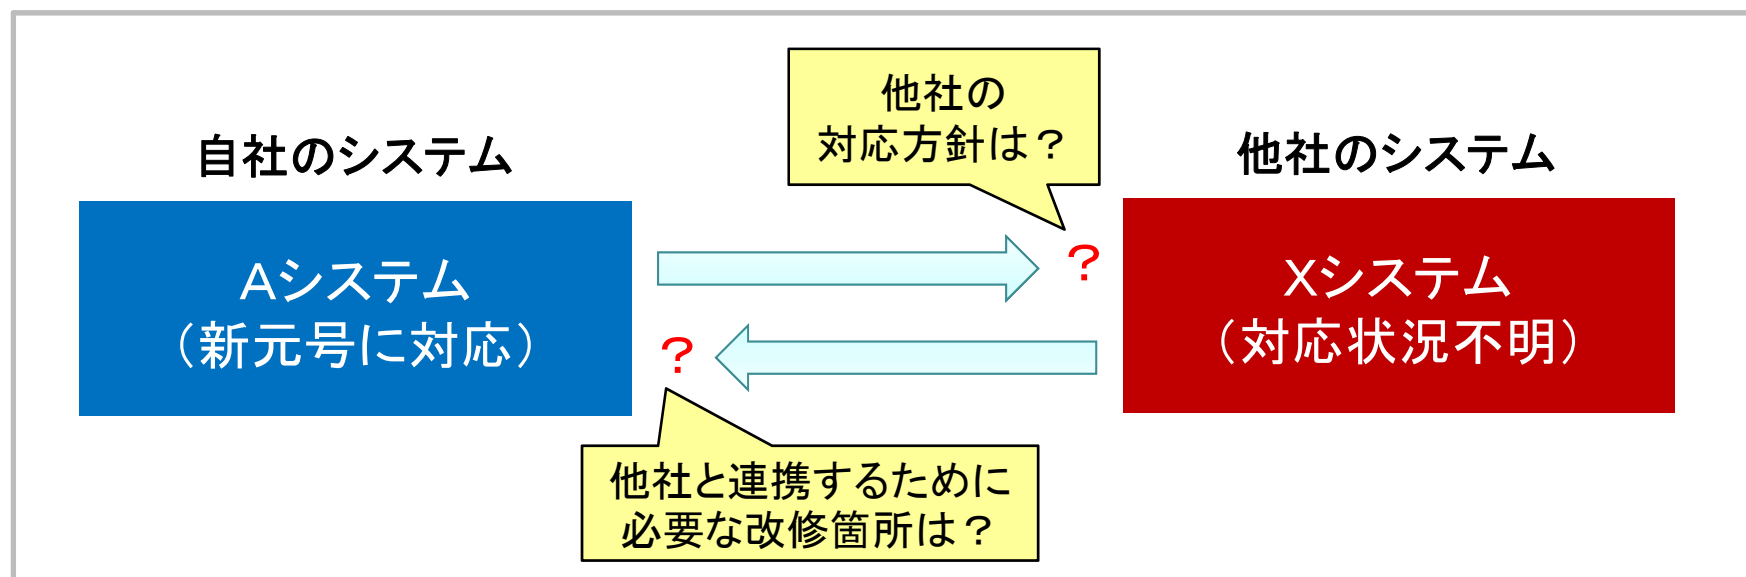 他社の
対応方針は？
自社のシステム
他社のシステム
Aシステム
（新元号に対応）
？
Xシステム
（対応状況不明）
？
他社と連携するために
必要な改修箇所は？